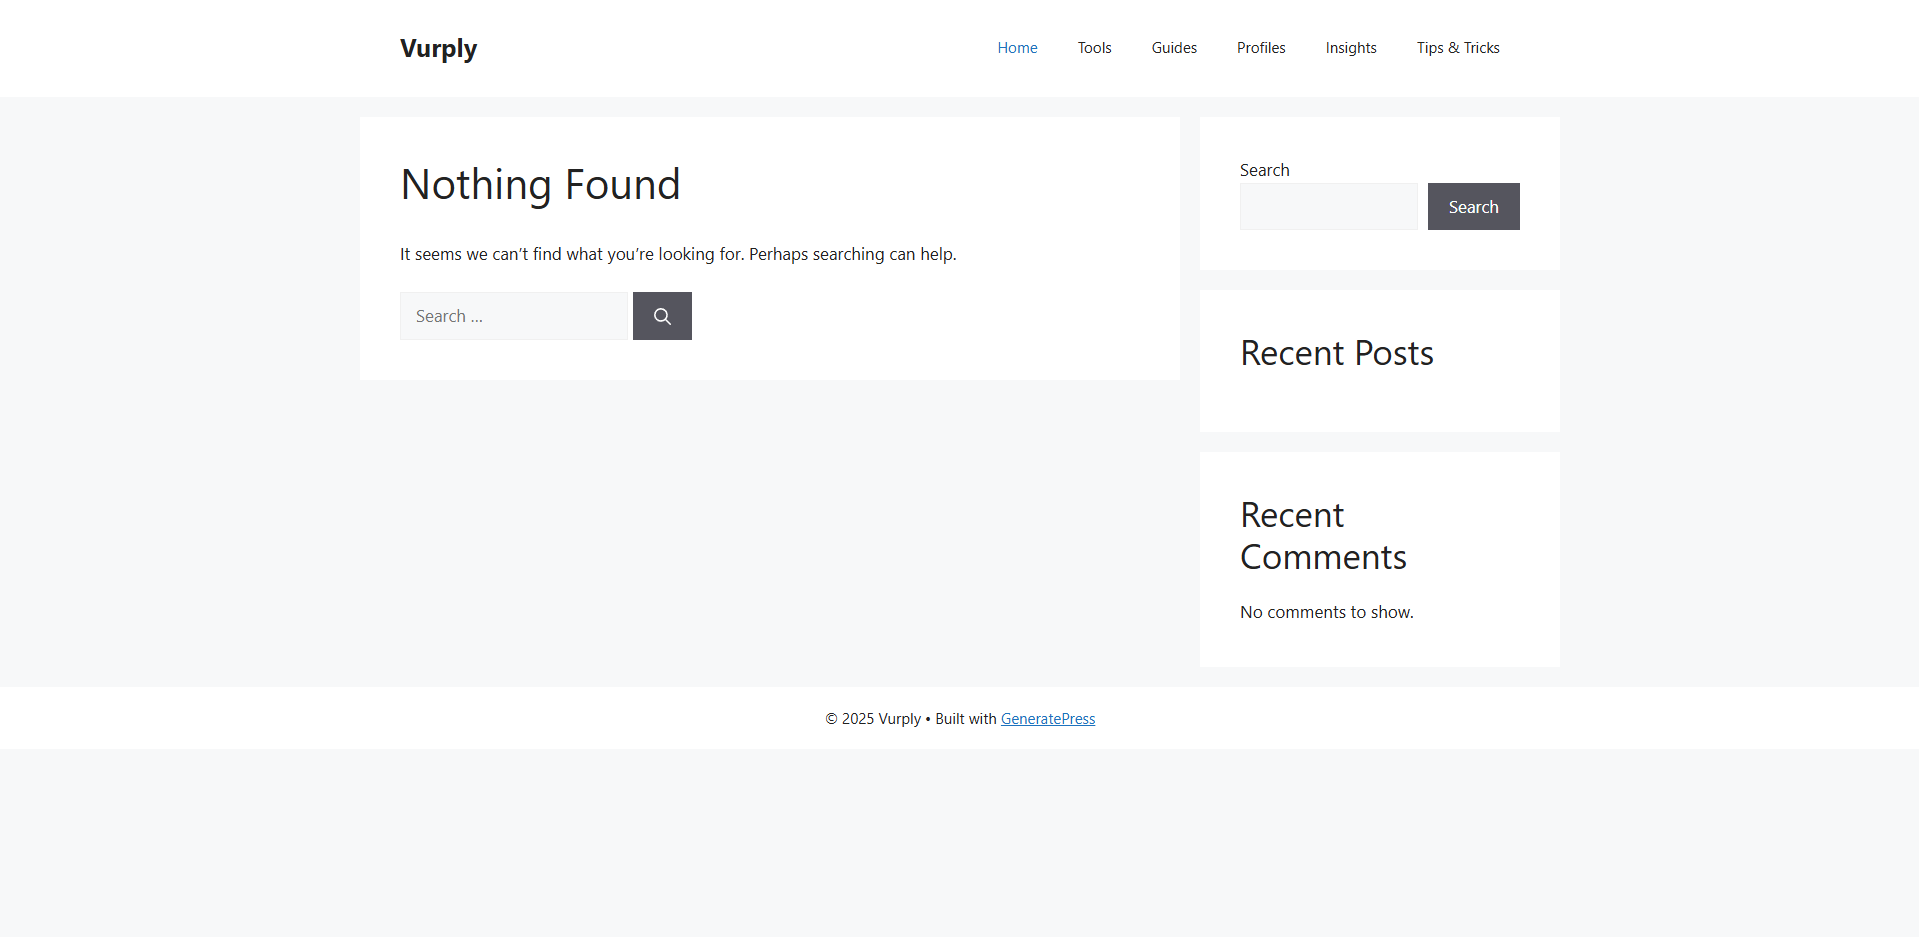 Vurply
Home Tools Guides Profiles Insights Tips & Tricks
Nothing Found
It seems we can’t find what you’re looking for. Perhaps searching can help.
Search …
Search
Search
Recent Posts
Recent
Comments
No comments to show.
© 2025 Vurply • Built with GeneratePress